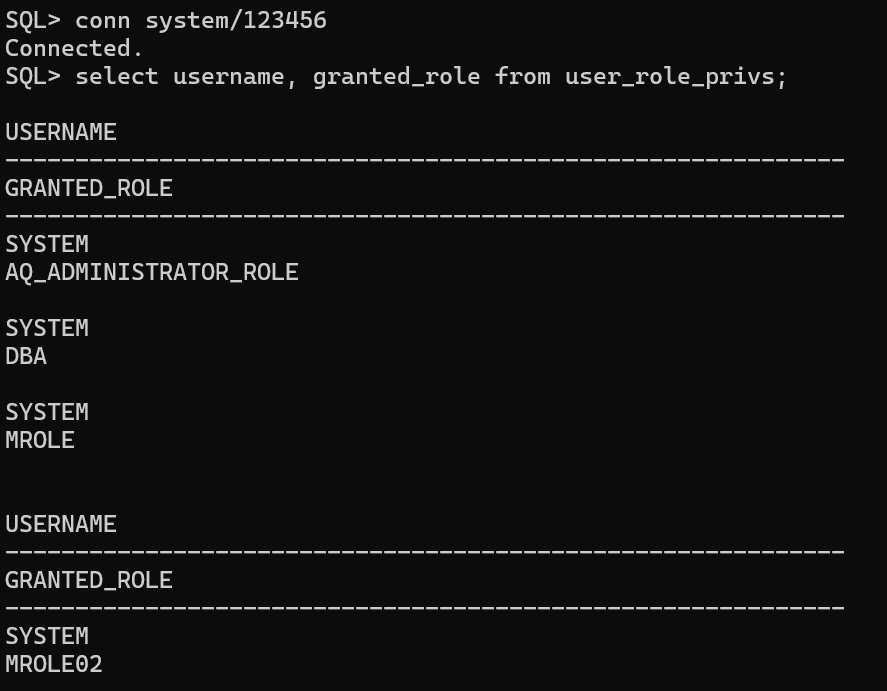 SQL> conn system/123456
Connected.
SQL> select username, granted_role from user_role_privs;
USERNAME
------------------------------------------------------------
GRANTED_ROLE
------------------------------------------------------------
SYSTEM
AQ_ADMINISTRATOR_ROLE
SYSTEM
DBA
SYSTEM
MROLE
USERNAME
------------------------------------------------------------
GRANTED_ROLE
------------------------------------------------------------
SYSTEM
MROLE02